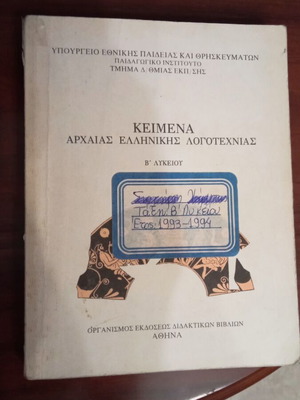 ΥΠΟΥΡΓΕΙΟ ΕΘΝΙΚΗΣ ΠΑΙΔΕΙΑΣ ΚΑΙ ΘΡΗΣΚΕΥΜΑΤΩΝ
ΠΑΙΔΑΓΩΓΙΚΟ ΙΝΣΤΙΤΟΥΤΟ
ΤΜΗΜΑ Δ/ΘΜΙΑΣ ΕΚΠ/ΣΗΣ
ΚΕΙΜΕΝΑ
ΑΡΧΑΙΑΣ ΕΛΛΗΝΙΚΗΣ ΛΟΓΟΤΕΧΝΙΑΣ
Β΄ ΛΥΚΕΙΟΥ
Τάξη: Β΄ Λυκείου
Έτος: 1993-1994
ΟΡΓΑΝΙΣΜΟΣ ΕΚΔΟΣΕΩΣ ΔΙΔΑΚΤΙΚΩΝ ΒΙΒΛΙΩΝ
ΑΘΗΝΑ